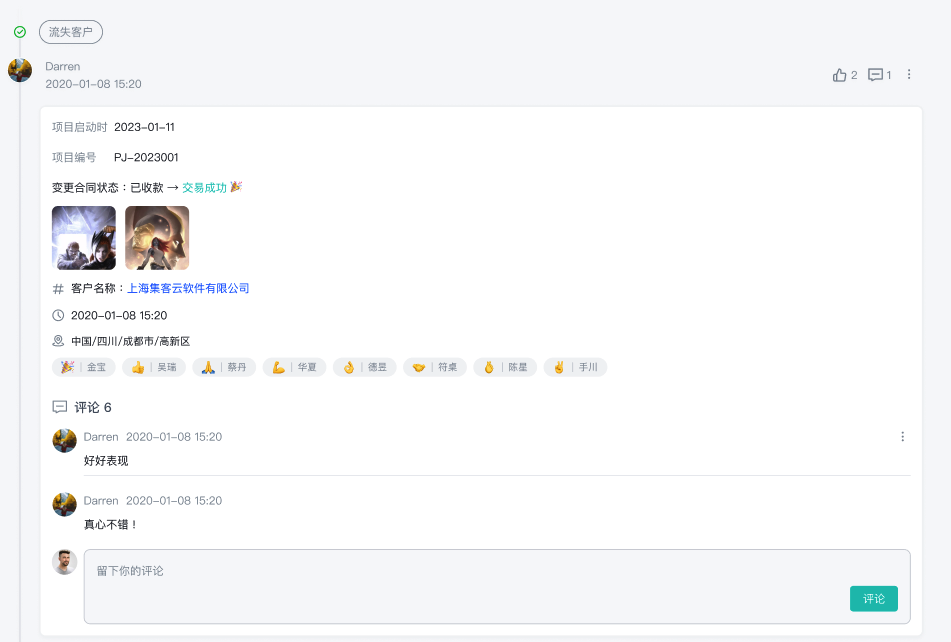 流失客户
Darren
2020-01-08 15:20
2 1
项目启动时 2023-01-11
项目编号 PJ-2023001
变更合同状态：已收款 → 交易成功 🎉
# 客户名称：上海集客云软件有限公司
2020-01-08 15:20
中国/四川/成都市/高新区
🎉 | 金宝 👍 | 吴瑞 🙏 | 蔡丹 💪 | 华夏 👌 | 德昱 🤝 | 符桌 🤞 | 陈星 ✌️ | 手川
评论 6
Darren 2020-01-08 15:20
好好表现
Darren 2020-01-08 15:20
真心不错！
留下你的评论
评论